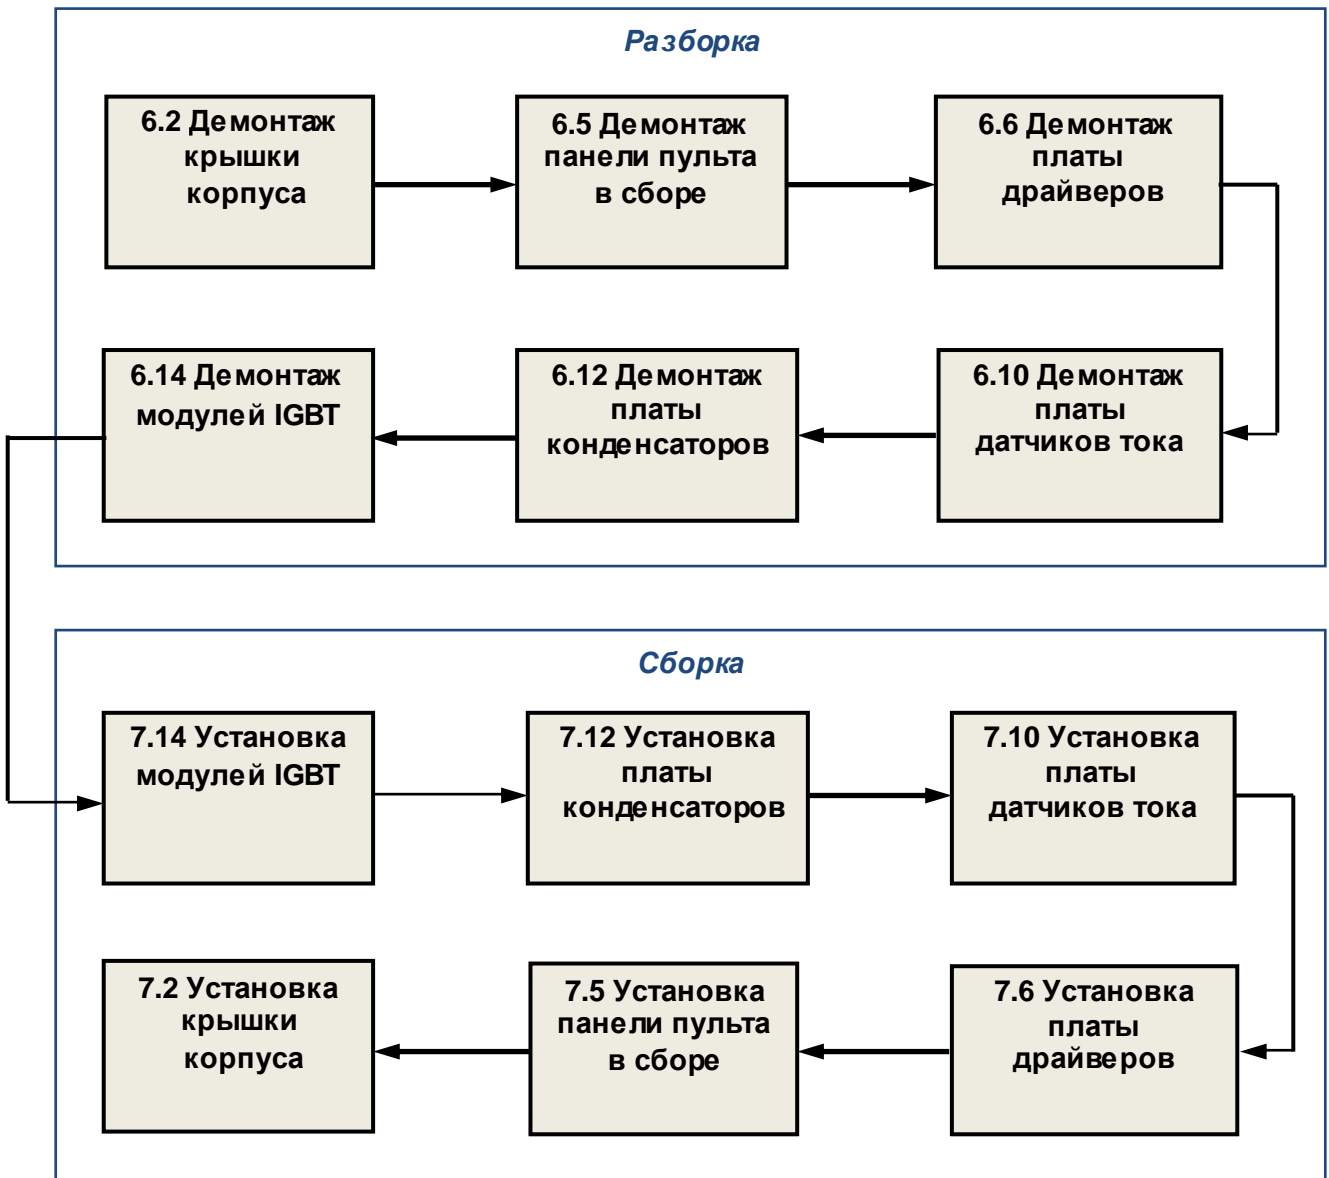 Разборка
6.2 Демонтаж
крышки
корпуса
6.5 Демонтаж
панели пульта
в сборе
6.6 Демонтаж
платы
драйверов
6.14 Демонтаж
модулей IGBT
6.12 Демонтаж
платы
конденсаторов
6.10 Демонтаж
платы
датчиков тока
Сборка
7.14 Установка
модулей IGBT
7.12 Установка
платы
конденсаторов
7.10 Установка
платы
датчиков тока
7.2 Установка
крышки
корпуса
7.5 Установка
панели пульта
в сборе
7.6 Установка
платы
драйверов